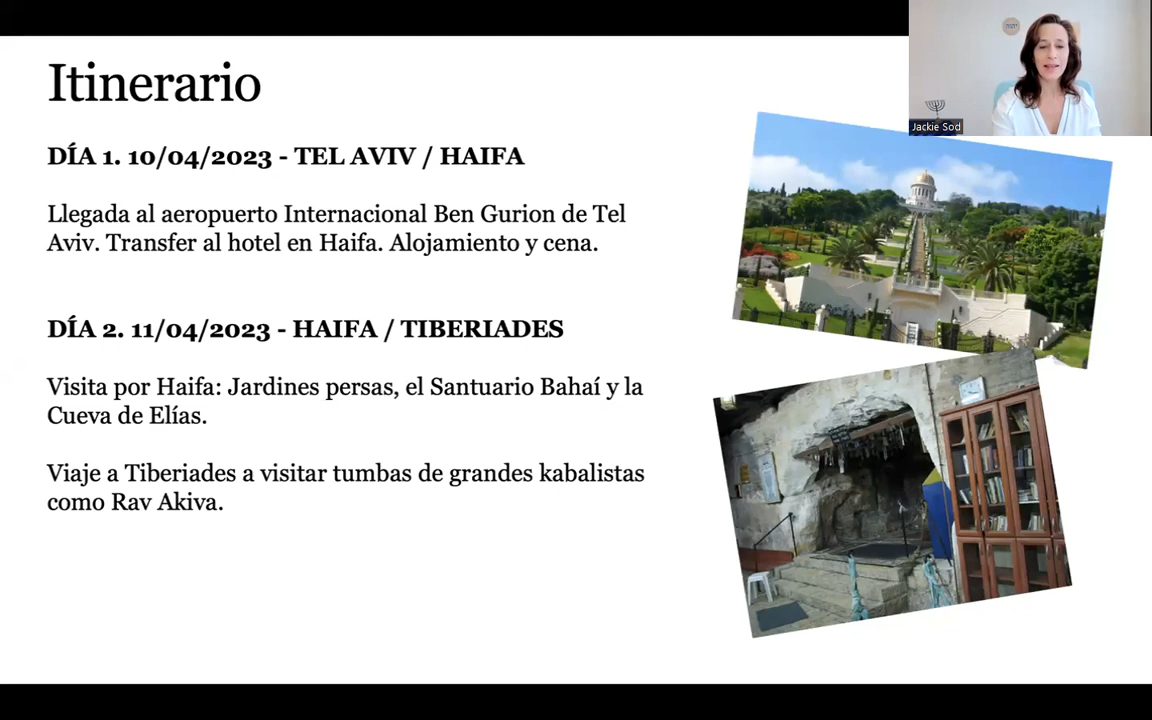 Itinerario
DÍA 1. 10/04/2023 - TEL AVIV / HAIFA
Llegada al aeropuerto Internacional Ben Gurion de Tel
Aviv. Transfer al hotel en Haifa. Alojamiento y cena.
DÍA 2. 11/04/2023 - HAIFA / TIBERIADES
Visita por Haifa: Jardines persas, el Santuario Bahaí y la
Cueva de Elías.
Viaje a Tiberiades a visitar tumbas de grandes kabalistas
como Rav Akiva.
Jackie Sod